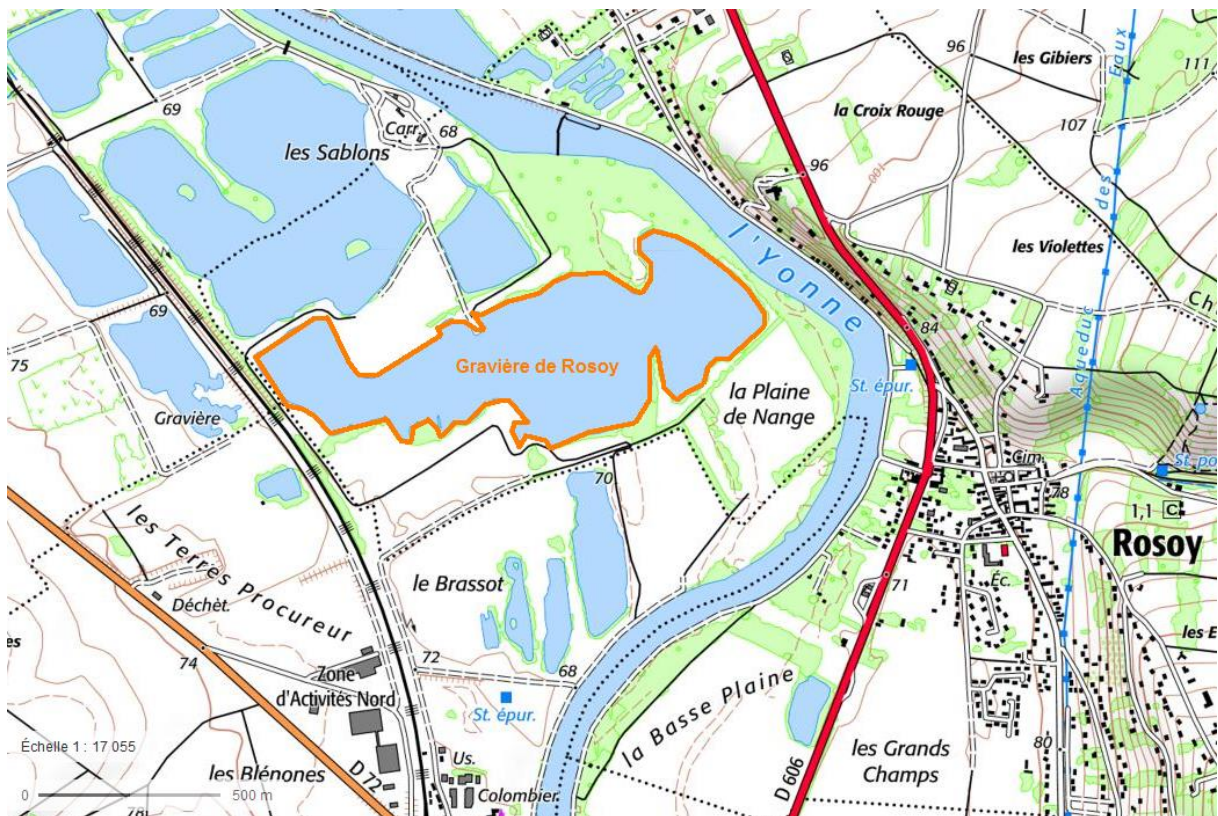 les Gibiers
96
111
Eaux
des
Aqueduc
69
Carr.
68
les Sablons
la Croix Rouge
107
96
100
les Violettes
l'Yonne
69
75
84
St. épur.
Gravière de Rosoy
la Plaine
de Nange
Gravière
Cim.
78
1,1 C
Rosoy
70
les Terres Procureur
le Brassot
Déchèt.
Éc.
71
74
72
68
Zone
d'Activités Nord
St. épur.
la Basse Plaine
80
Échelle 1 : 17 055
les Blénones
D 72
Us.
Colombier
les Grands
Champs
D 606
0 500 m